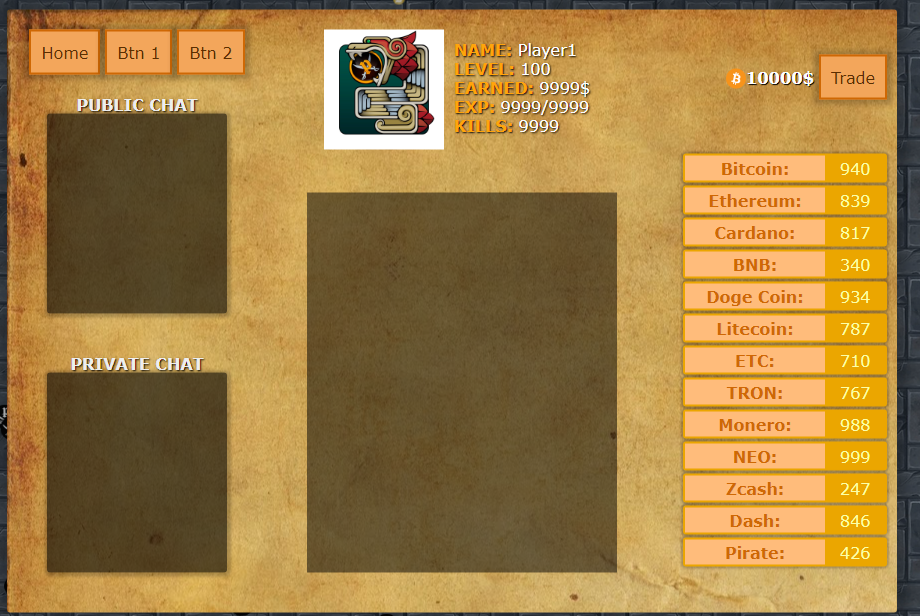 Home Btn 1 Btn 2
NAME: Player1
LEVEL: 100
EARNED: 9999$
EXP: 9999/9999
KILLS: 9999
10000$ Trade
PUBLIC CHAT
PRIVATE CHAT
Bitcoin: 940
Ethereum: 839
Cardano: 817
BNB: 340
Doge Coin: 934
Litecoin: 787
ETC: 710
TRON: 767
Monero: 988
NEO: 999
Zcash: 247
Dash: 846
Pirate: 426